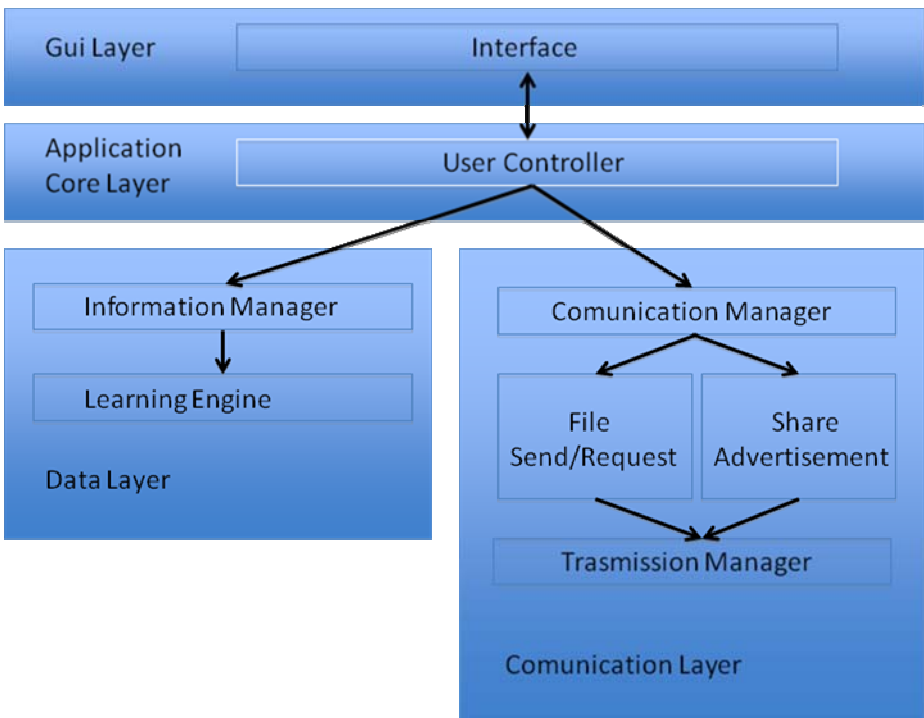 Gui Layer
Interface
Application
Core Layer
User Controller
Information Manager
Learning Engine
Data Layer
Comunication Manager
File
Send/Request
Share
Advertisement
Trasmission Manager
Comunication Layer